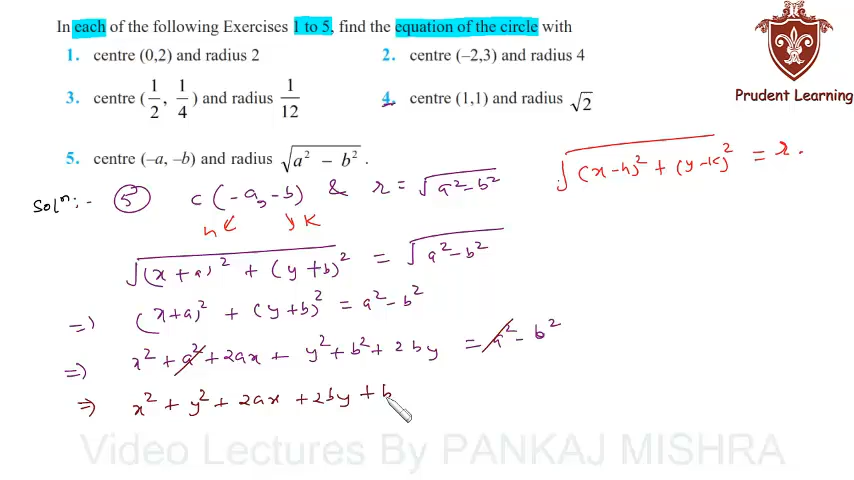 In each of the following Exercises 1 to 5, find the equation of the circle with
1. centre (0,2) and radius 2
2. centre (–2,3) and radius 4
3. centre (1/2, 1/4) and radius 1/12
4. centre (1,1) and radius √2
Prudent Learning
5. centre (–a, –b) and radius √(a² – b²).
√((x-h)² + (y-k)²) = r.
Solⁿ:- ⑤ c(-a, -b) & r = √(a²-b²)
h k
√((x+a)² + (y+b)²) = √(a²-b²)
=> (x+a)² + (y+b)² = a²-b²
=> x² + a² + 2ax + y² + b² + 2by = a² - b²
=> x² + y² + 2ax + 2by + b
Video Lectures By PANKAJ MISHRA